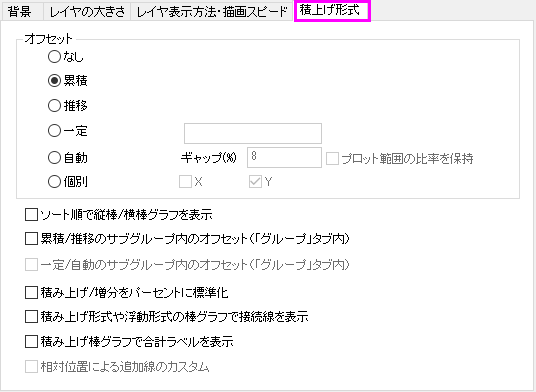 背景 レイヤの大きさ レイヤ表示方法・描画スピード 積上げ形式
オフセット
なし
累積
推移
一定
自動 ギャップ(%) 8 プロット範囲の比率を保持
個別 X Y
ソート順で縦棒/横棒グラフを表示
累積/推移のサブグループ内のオフセット(「グループ」タブ内)
一定/自動のサブグループ内のオフセット(「グループ」タブ内)
積み上げ/増分をパーセントに標準化
積み上げ形式や浮動形式の棒グラフで接続線を表示
積み上げ棒グラフで合計ラベルを表示
相対位置による追加線のカスタム